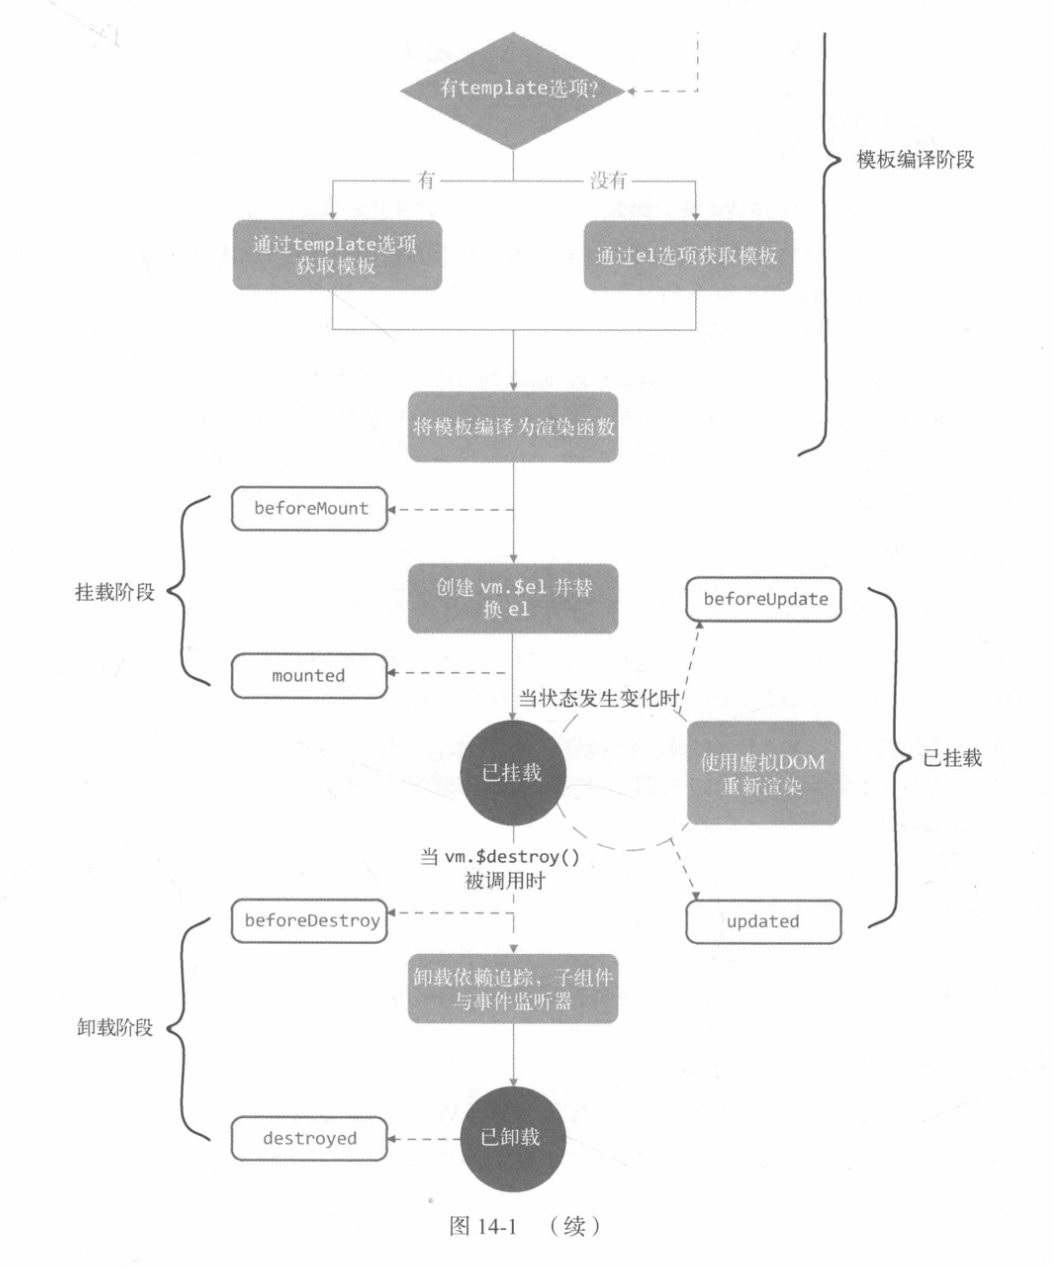 有template选项?
模板编译阶段
有
没有
通过template选项
获取模板
通过el选项获取模板
将模板编译为渲染函数
beforeMount
挂载阶段
创建 vm.$el 并替
换 el
beforeUpdate
mounted
当状态发生变化时
已挂载
使用虚拟DOM
重新渲染
已挂载
当 vm.$destroy()
被调用时
beforeDestroy
updated
卸载依赖追踪，子组件
与事件监听器
卸载阶段
destroyed
已卸载
图 14-1 （续）